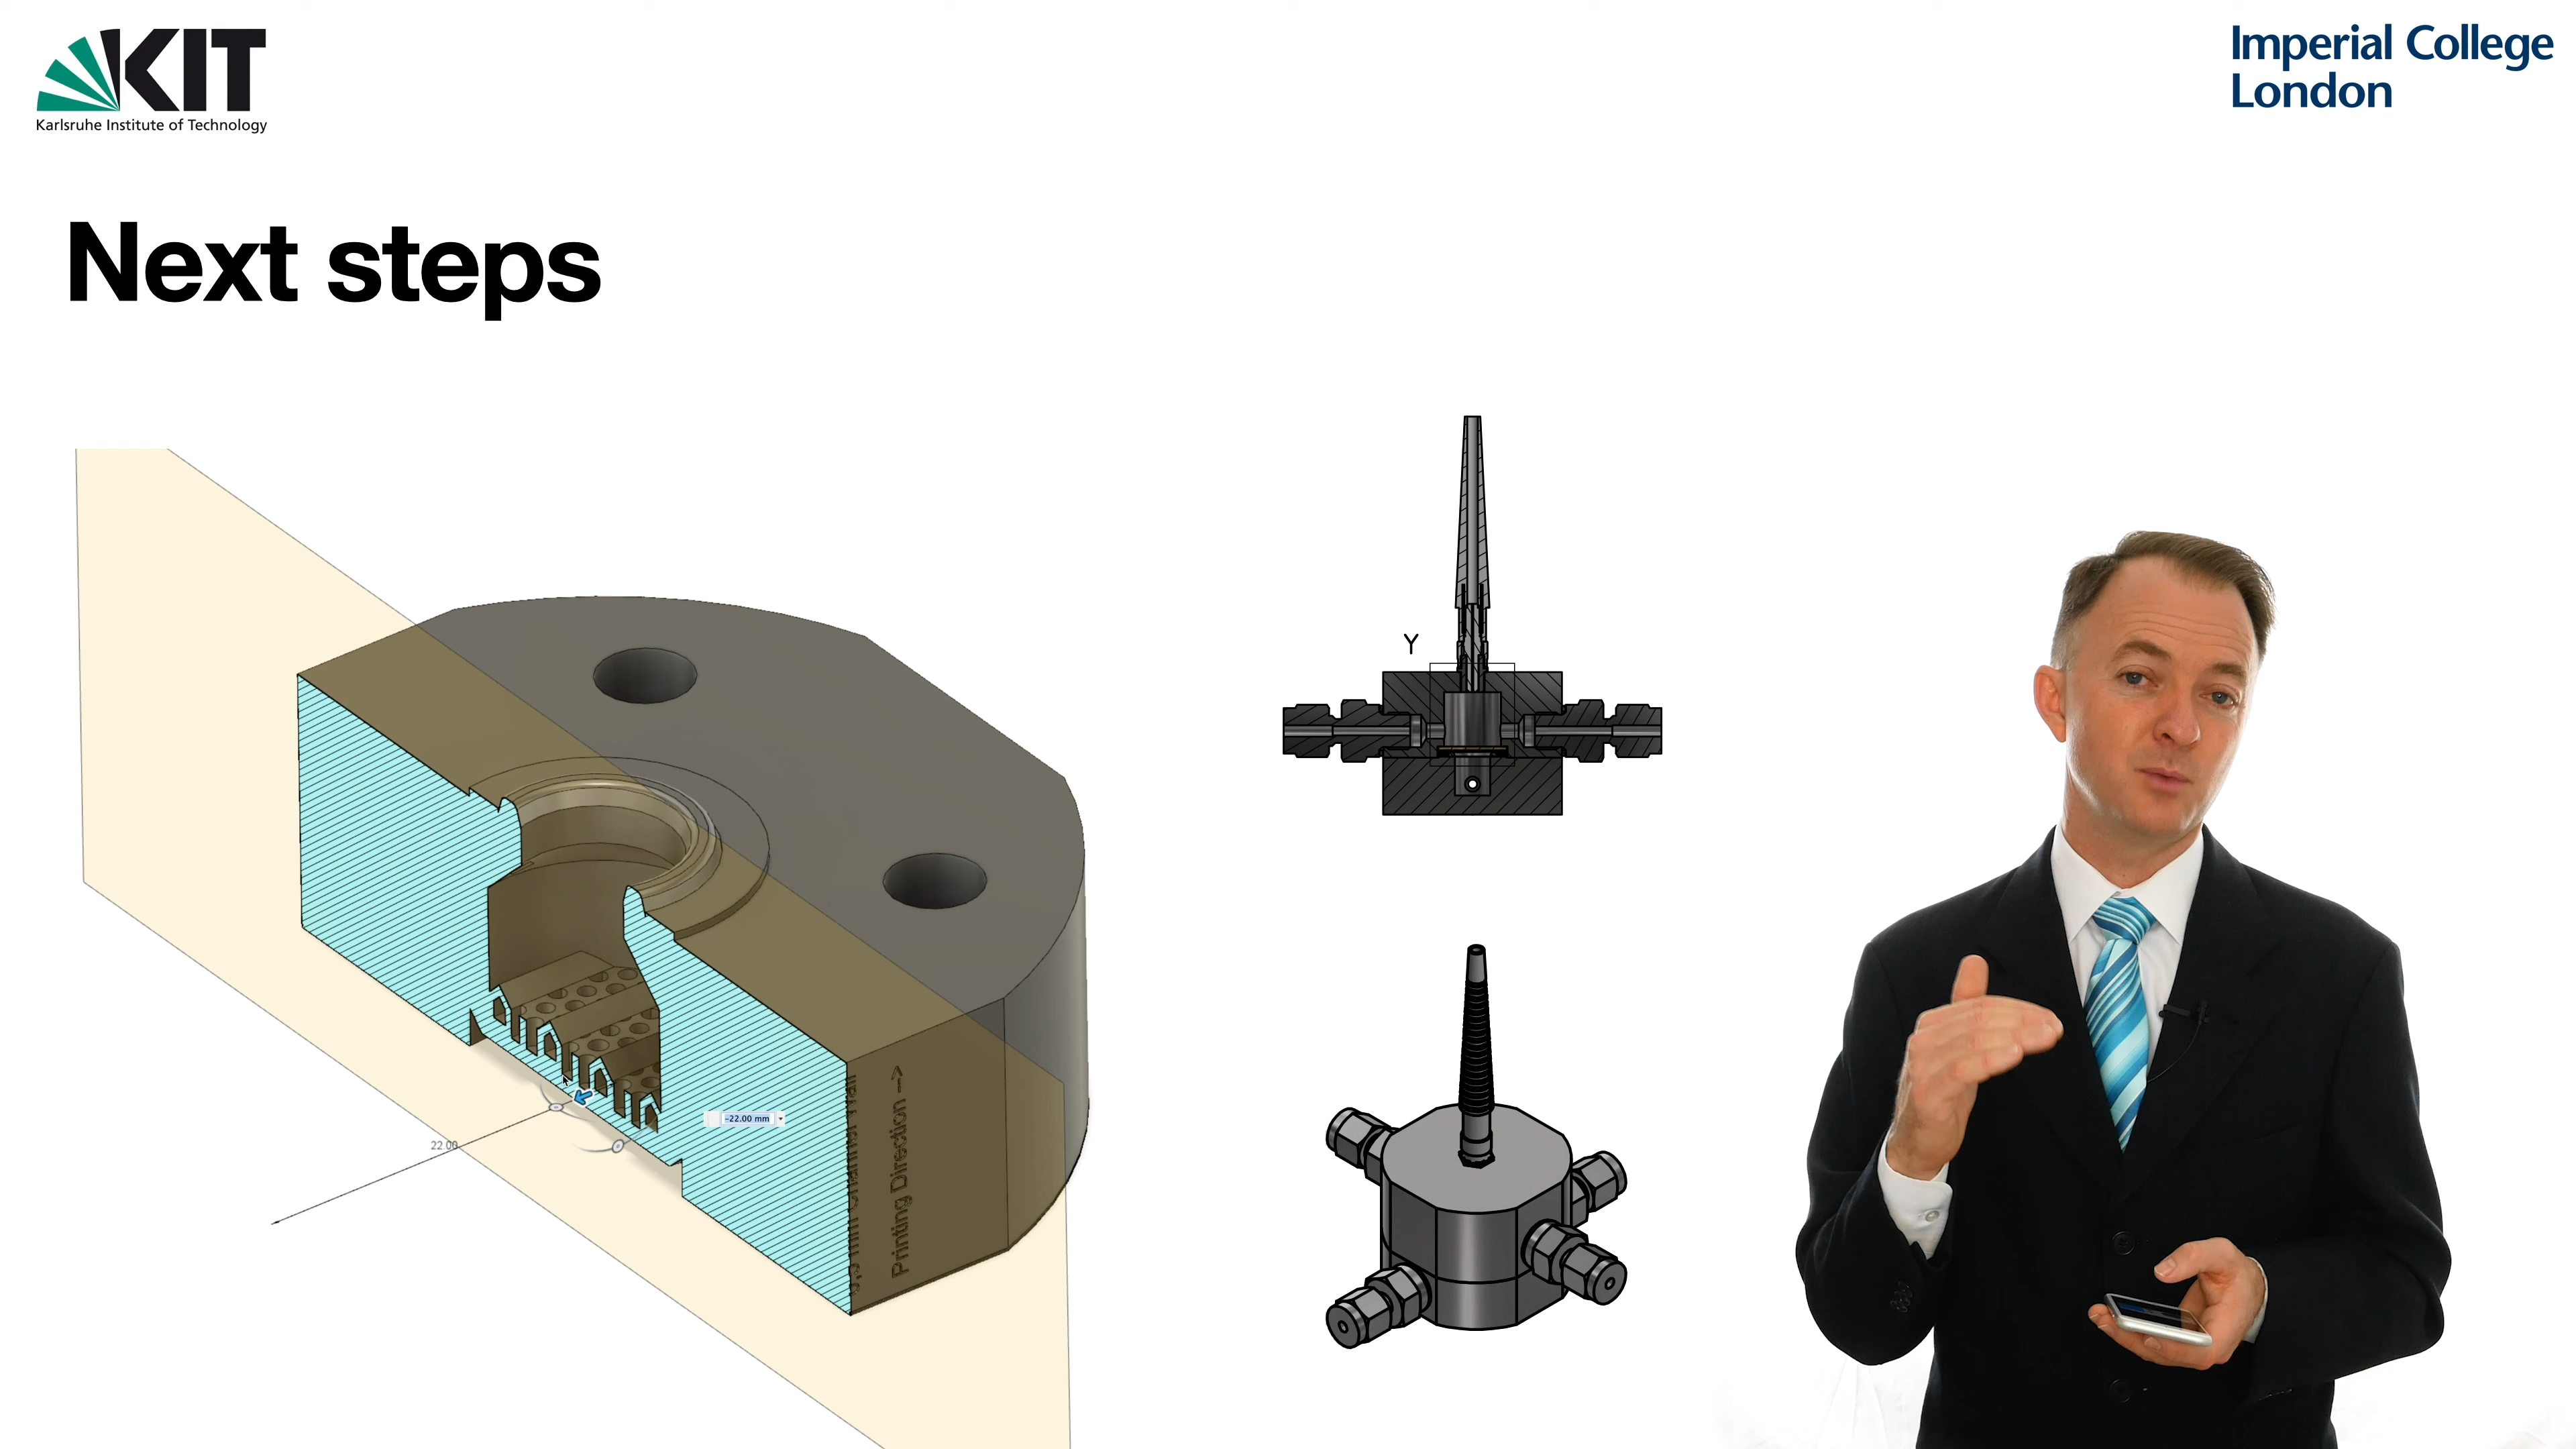 KIT
Karlsruhe Institute of Technology
Imperial College
London
Next steps
Y
Printing Direction -->
-22.00 mm
22.00